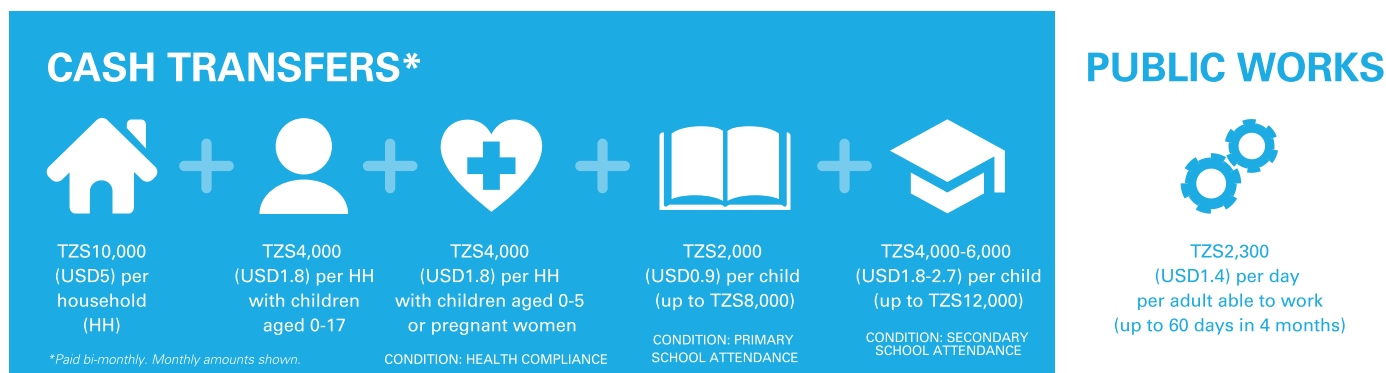 CASH TRANSFERS*
TZS10,000
(USD5) per
household
(HH)
TZS4,000
(USD1.8) per HH
with children
aged 0-17
TZS4,000
(USD1.8) per HH
with children aged 0-5
or pregnant women
CONDITION: HEALTH COMPLIANCE
TZS2,000
(USD0.9) per child
(up to TZS8,000)
CONDITION: PRIMARY
SCHOOL ATTENDANCE
TZS4,000-6,000
(USD1.8-2.7) per child
(up to TZS12,000)
CONDITION: SECONDARY
SCHOOL ATTENDANCE
*Paid bi-monthly. Monthly amounts shown.
PUBLIC WORKS
TZS2,300
(USD1.4) per day
per adult able to work
(up to 60 days in 4 months)